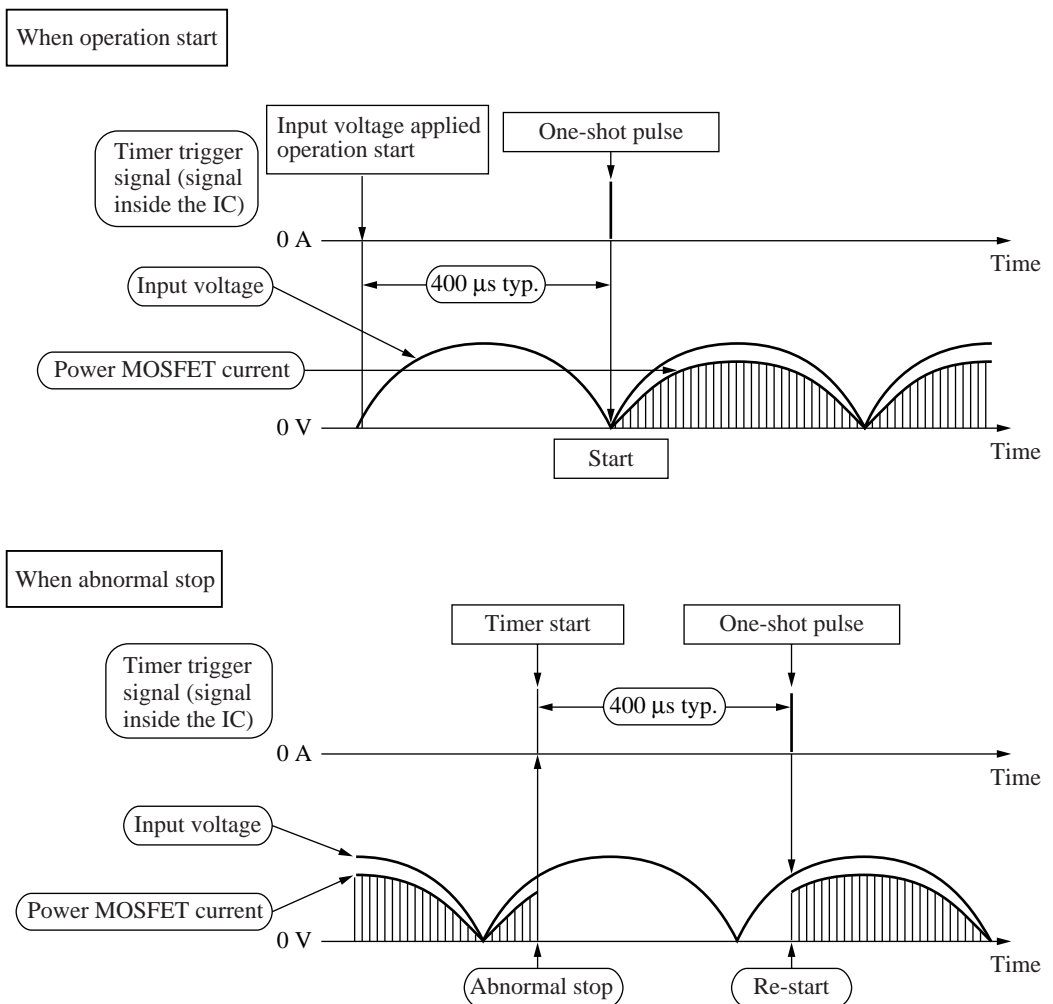 When operation start
Input voltage applied
operation start
One-shot pulse
Timer trigger
signal (signal
inside the IC)
0 A
Time
Input voltage
400 μs typ.
Power MOSFET current
0 V
Time
Start
When abnormal stop
Timer start
One-shot pulse
Timer trigger
signal (signal
inside the IC)
400 μs typ.
0 A
Time
Input voltage
Power MOSFET current
0 V
Time
Abnormal stop
Re-start